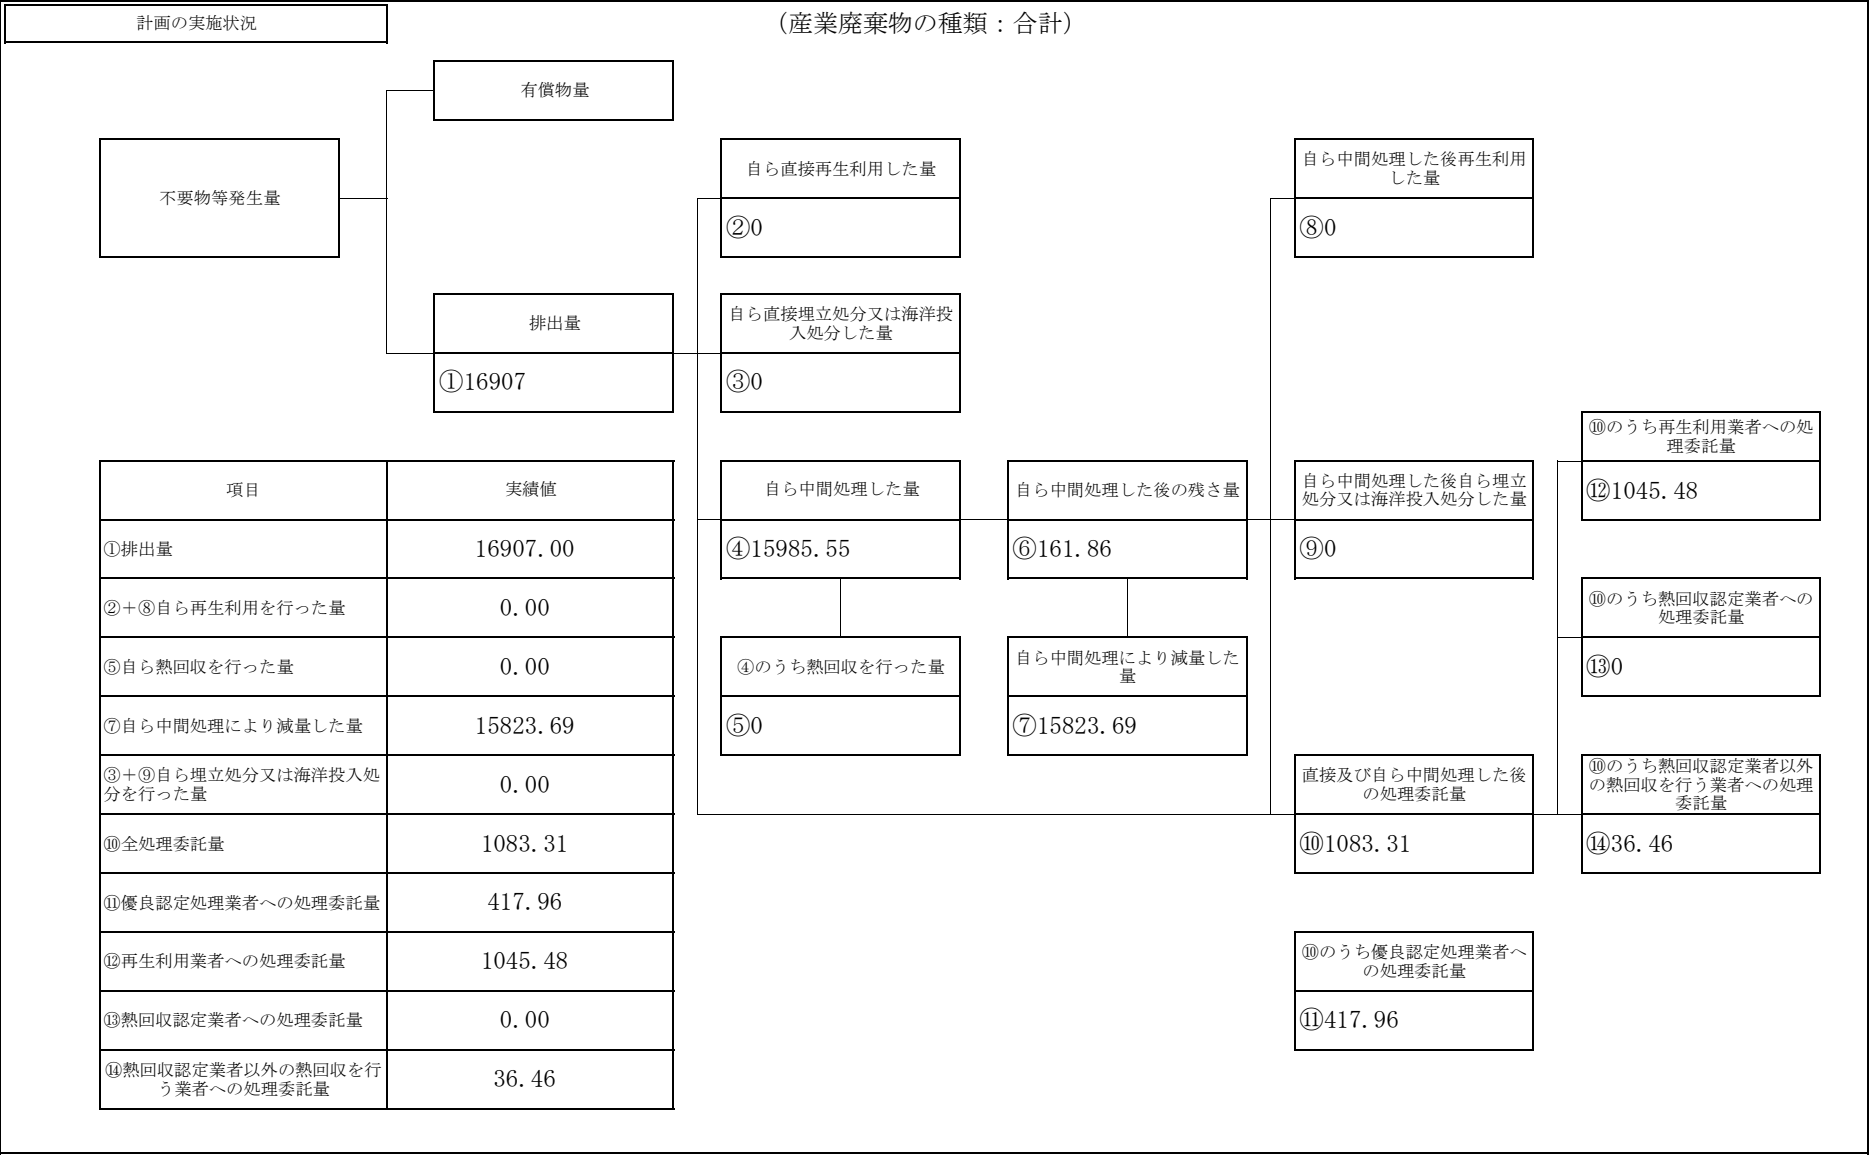 計画の実施状況
（産業廃棄物の種類：合計）
有償物量
不要物等発生量
自ら直接再生利用した量
②0
自ら中間処理した後再生利用
した量
⑧0
排出量
①16907
自ら直接埋立処分又は海洋投
入処分した量
③0
自ら中間処理した量
④15985.55
自ら中間処理した後の残さ量
⑥161.86
自ら中間処理した後自ら埋立
処分又は海洋投入処分した量
⑨0
⑩のうち再生利用業者への処
理委託量
⑫1045.48
⑩のうち熱回収認定業者への
処理委託量
⑬0
④のうち熱回収を行った量
⑤0
自ら中間処理により減量した
量
⑦15823.69
直接及び自ら中間処理した後
の処理委託量
⑩1083.31
⑩のうち熱回収認定業者以外
の熱回収を行う業者への処理
委託量
⑭36.46
⑩のうち優良認定処理業者へ
の処理委託量
⑪417.96
項目 実績値
①排出量 16907.00
②＋⑧自ら再生利用を行った量 0.00
⑤自ら熱回収を行った量 0.00
⑦自ら中間処理により減量した量 15823.69
③＋⑨自ら埋立処分又は海洋投入処
分を行った量 0.00
⑩全処理委託量 1083.31
⑪優良認定処理業者への処理委託量 417.96
⑫再生利用業者への処理委託量 1045.48
⑬熱回収認定業者への処理委託量 0.00
⑭熱回収認定業者以外の熱回収を行
う業者への処理委託量 36.46